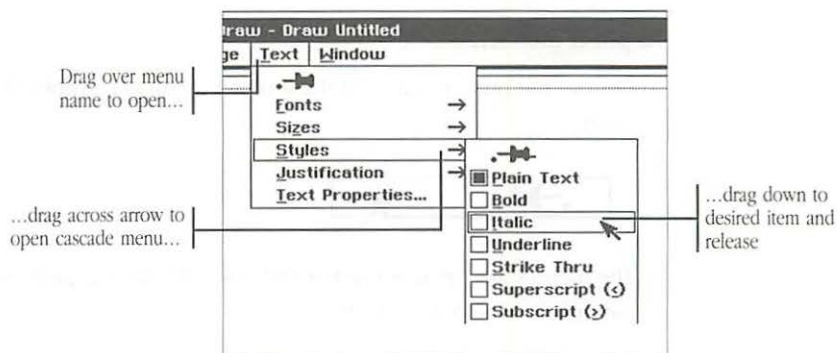 raw - Draw Untitled
ge Text Window
Drag over menu
name to open...
Fonts
Sizes
Styles
Justification
Text Properties...
...drag across arrow to
open cascade menu...
Plain Text
Bold
Italic
Underline
Strike Thru
Superscript (<)
Subscript (>)
...drag down to
desired item and
release